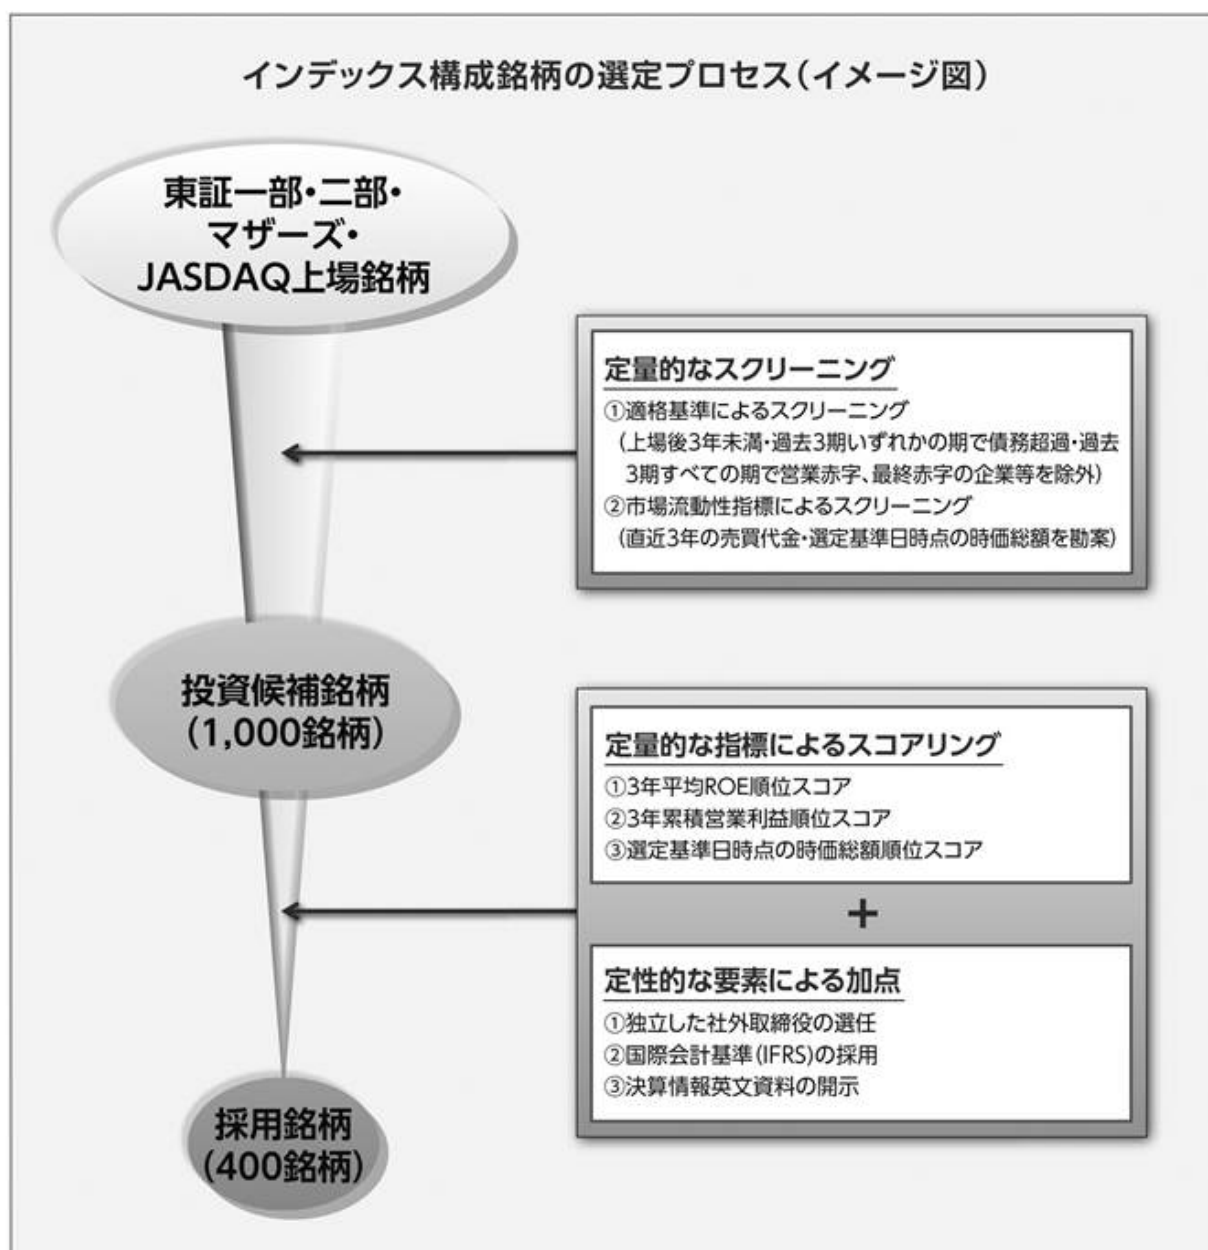 インデックス構成銘柄の選定プロセス(イメージ図)
東証一部・二部・
マザーズ・
JASDAQ上場銘柄
定量的なスクリーニング
①適格基準によるスクリーニング
(上場後3年未満・過去3期いずれかの期で債務超過・過去
3期すべての期で営業赤字、最終赤字の企業等を除外)
②市場流動性指標によるスクリーニング
(直近3年の売買代金・選定基準日時点の時価総額を勘案)
投資候補銘柄
(1,000銘柄)
定量的な指標によるスコアリング
①3年平均ROE順位スコア
②3年累積営業利益順位スコア
③選定基準日時点の時価総額順位スコア
+
定性的な要素による加点
①独立した社外取締役の選任
②国際会計基準(IFRS)の採用
③決算情報英文資料の開示
採用銘柄
(400銘柄)